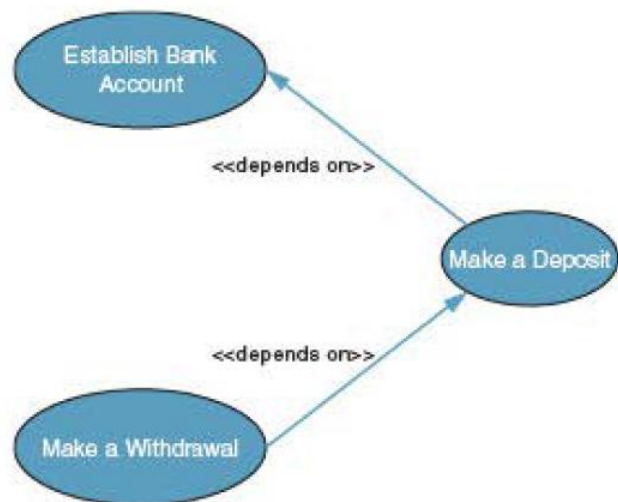 Establish Bank
Account
<<depends on>>
Make a Deposit
<<depends on>>
Make a Withdrawal